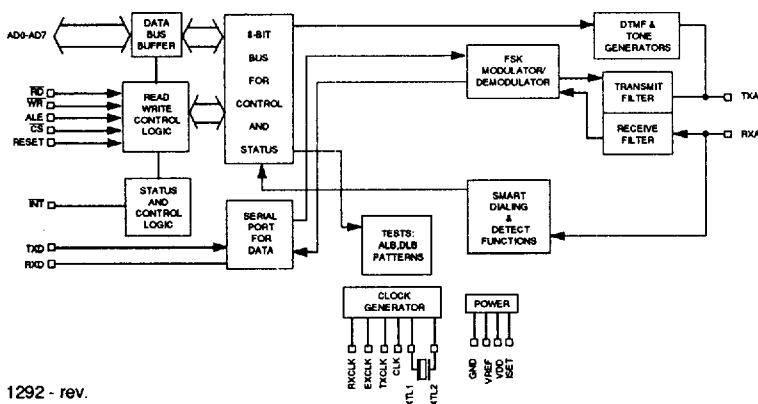 AD0-AD7
DATA
BUS
BUFFER
8-BIT
BUS
FOR
CONTROL
AND
STATUS
DTMF &
TONE
GENERATORS
FSK
MODULATOR/
DEMODULATOR
TRANSMIT
FILTER
RECEIVE
FILTER
TXA
RXA
RD
WR
ALE
CS
RESET
READ
WRITE
CONTROL
LOGIC
INT
STATUS
AND
CONTROL
LOGIC
TXD
RXD
SERIAL
PORT
FOR
DATA
TESTS:
ALB,DLB
PATTERNS
SMART
DIALING
&
DETECT
FUNCTIONS
CLOCK
GENERATOR
POWER
RXCLK
EXCLK
TXCLK
CLK
XTL1
XTL2
GND
VREF
VDD
ISET
1292 - rev.